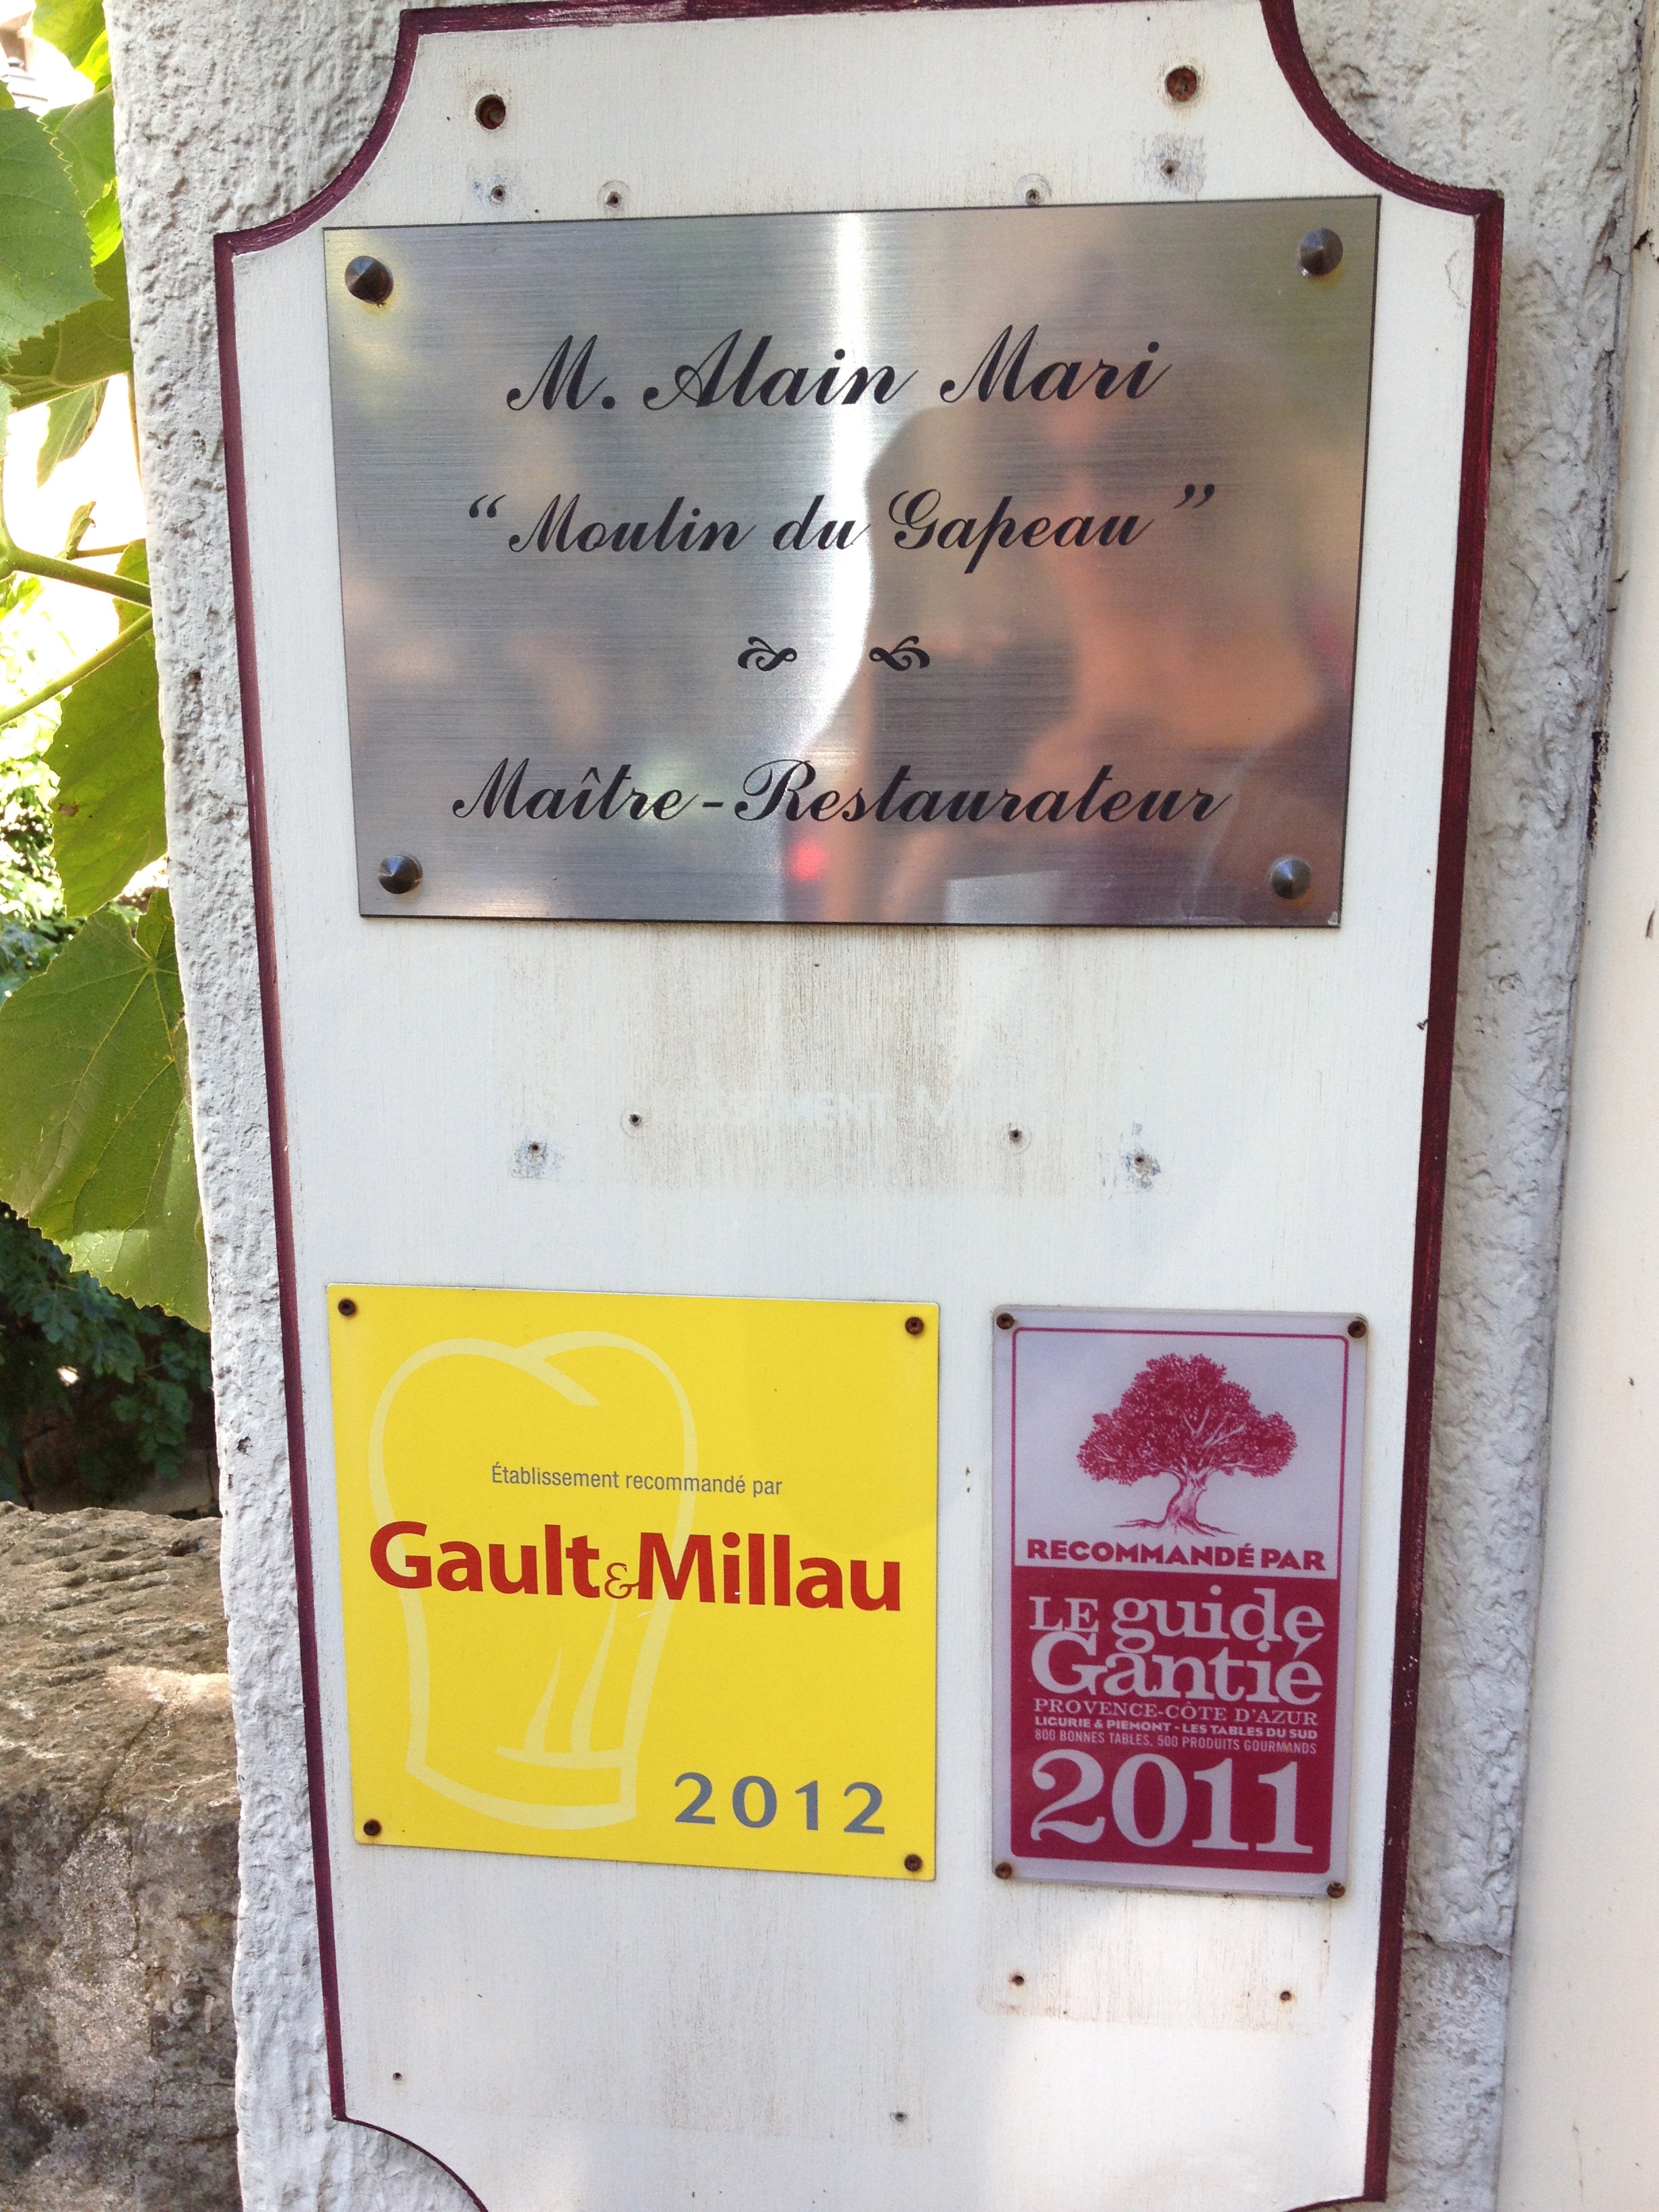 M. Alain Mari
“Moulin du Gapeau”
Maître-Restaurateur
Établissement recommandé par
Gault&Millau
2012
RECOMMANDÉ PAR
LE guide
Gantié
PROVENCE-CÔTE D'AZUR
LIGURIE & PIEMONT - LES TABLES DU SUD
800 BONNES TABLES, 500 PRODUITS GOURMANDS
2011